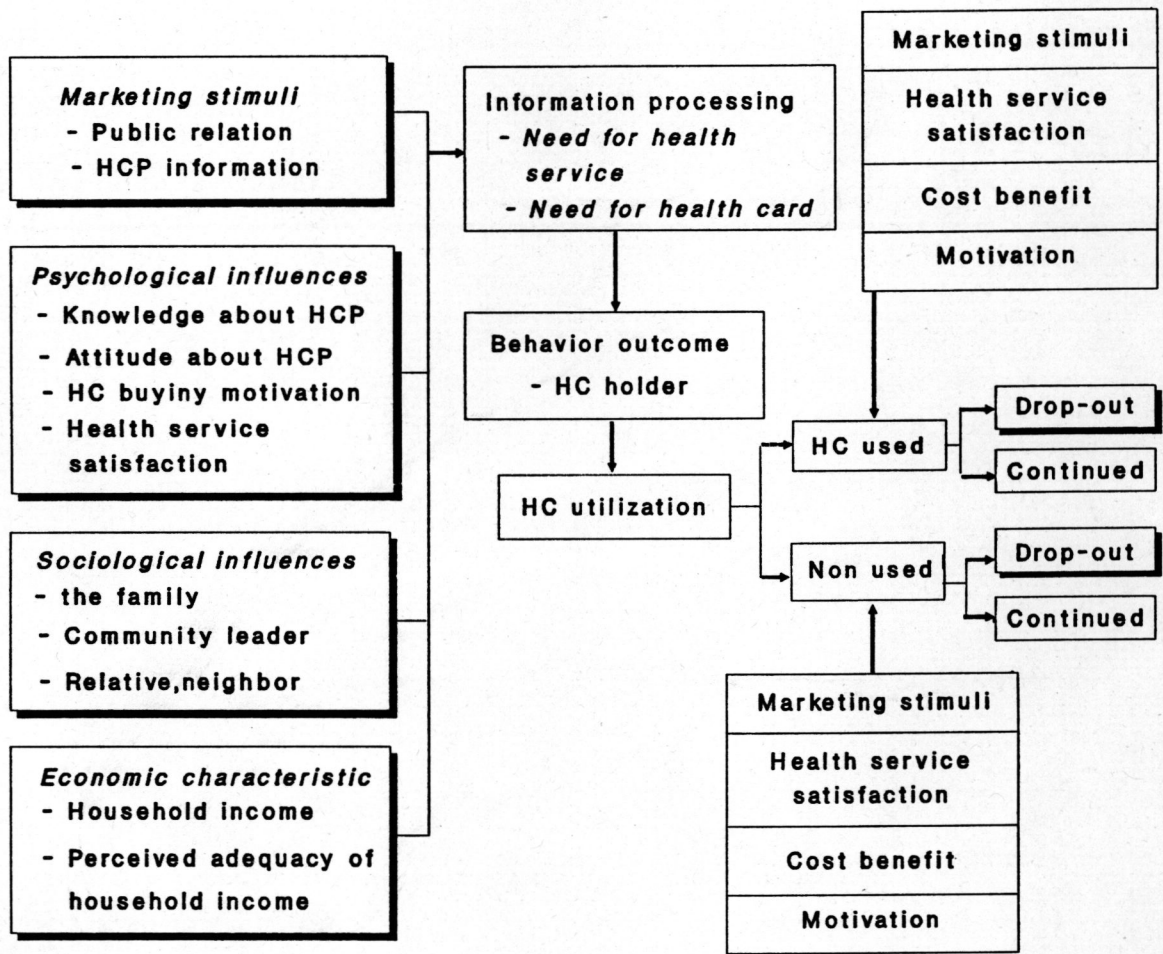 Marketing stimuli
- Public relation
- HCP information
Psychological influences
- Knowledge about HCP
- Attitude about HCP
- HC buyiny motivation
- Health service
satisfaction
Sociological influences
- the family
- Community leader
- Relative,neighbor
Economic characteristic
- Household income
- Perceived adequacy of
household income
Information processing
- Need for health
service
- Need for health card
Behavior outcome
- HC holder
HC utilization
Marketing stimuli
Health service
satisfaction
Cost benefit
Motivation
HC used
Drop-out
Continued
Non used
Drop-out
Continued
Marketing stimuli
Health service
satisfaction
Cost benefit
Motivation